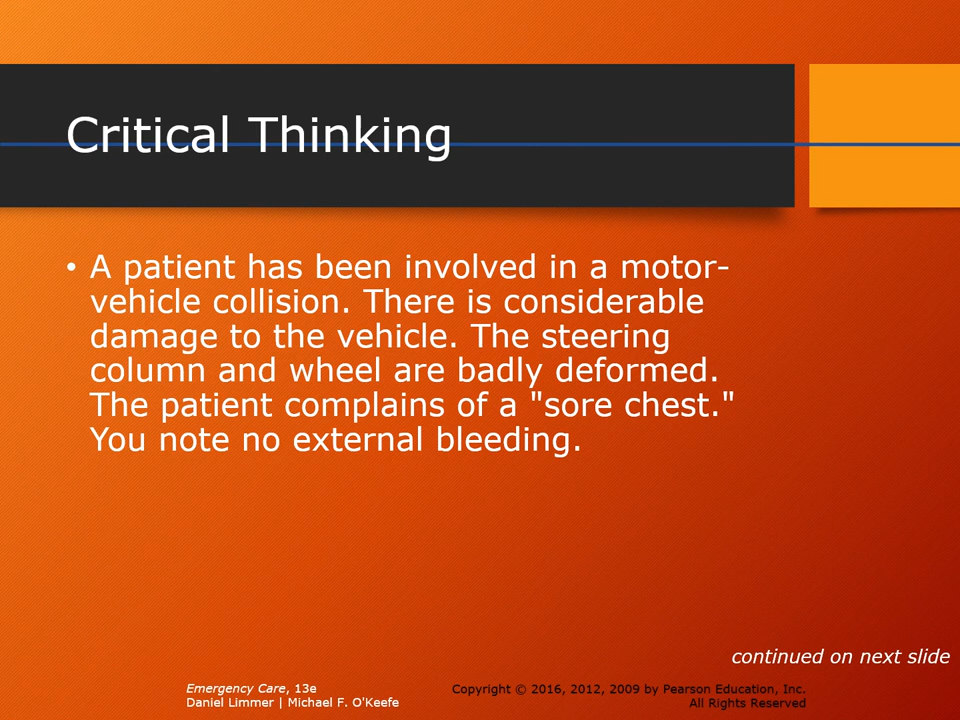 Critical Thinking
• A patient has been involved in a motor-
vehicle collision. There is considerable
damage to the vehicle. The steering
column and wheel are badly deformed.
The patient complains of a "sore chest."
You note no external bleeding.
continued on next slide
Emergency Care, 13e
Daniel Limmer | Michael F. O'Keefe
Copyright © 2016, 2012, 2009 by Pearson Education, Inc.
All Rights Reserved